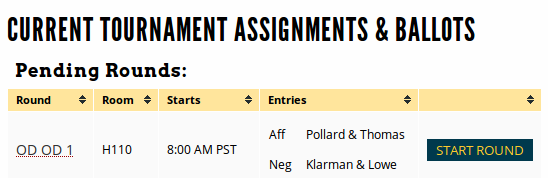 CURRENT TOURNAMENT ASSIGNMENTS & BALLOTS
Pending Rounds:
Round Room Starts Entries
OD OD 1 H110 8:00 AM PST Aff Pollard & Thomas START ROUND
Neg Klarman & Lowe